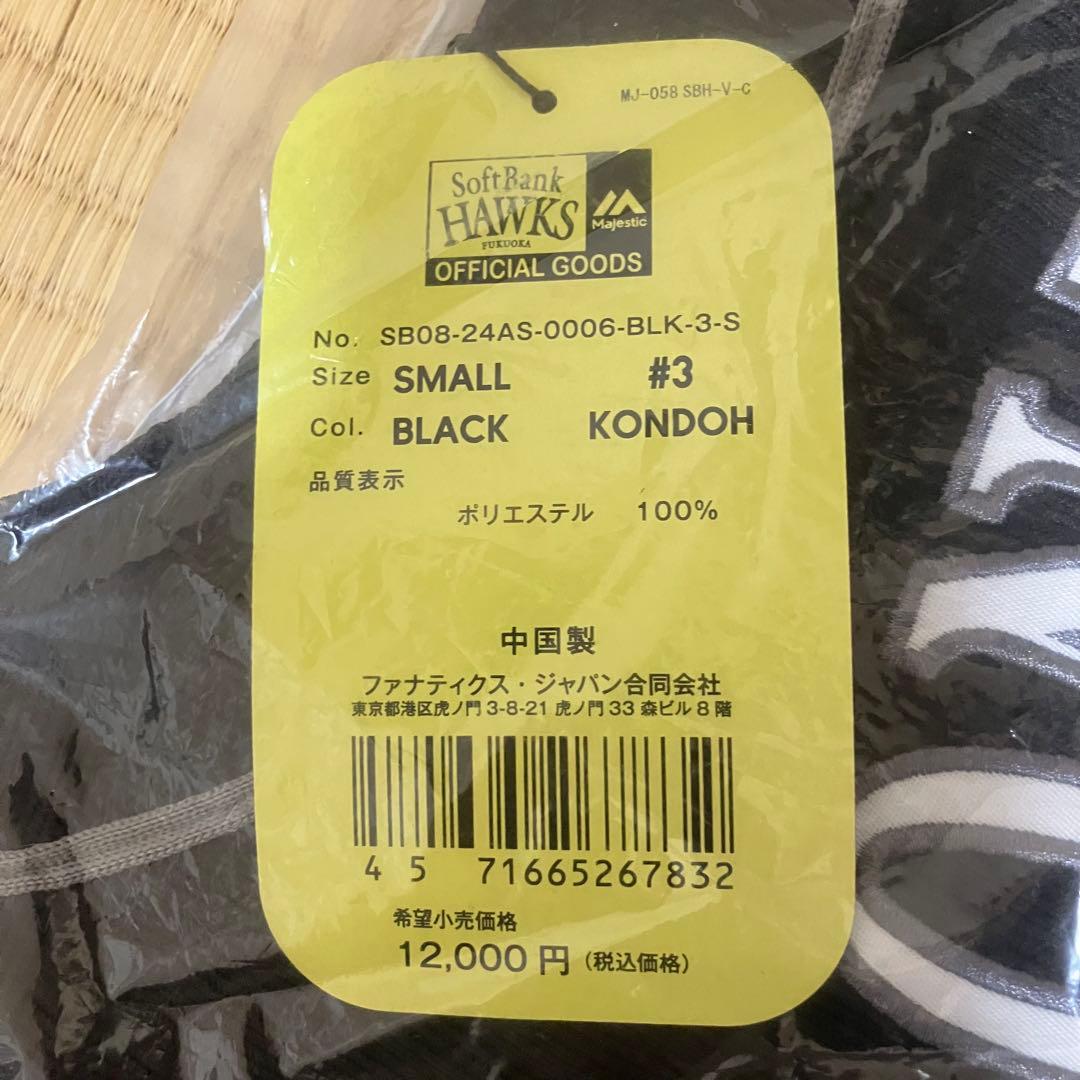 MJ-058 SBH-V-C
SoftBank
HAWKS
FUKUOKA
Majestic
OFFICIAL GOODS
No. SB08-24AS-0006-BLK-3-S
Size SMALL #3
Col. BLACK KONDOH
品質表示
ポリエステル 100%
中国製
ファナティクス・ジャパン合同会社
東京都港区虎ノ門 3-8-21 虎ノ門 33 森ビル 8 階
4 5 71665267832
希望小売価格
12,000 円 (税込価格)